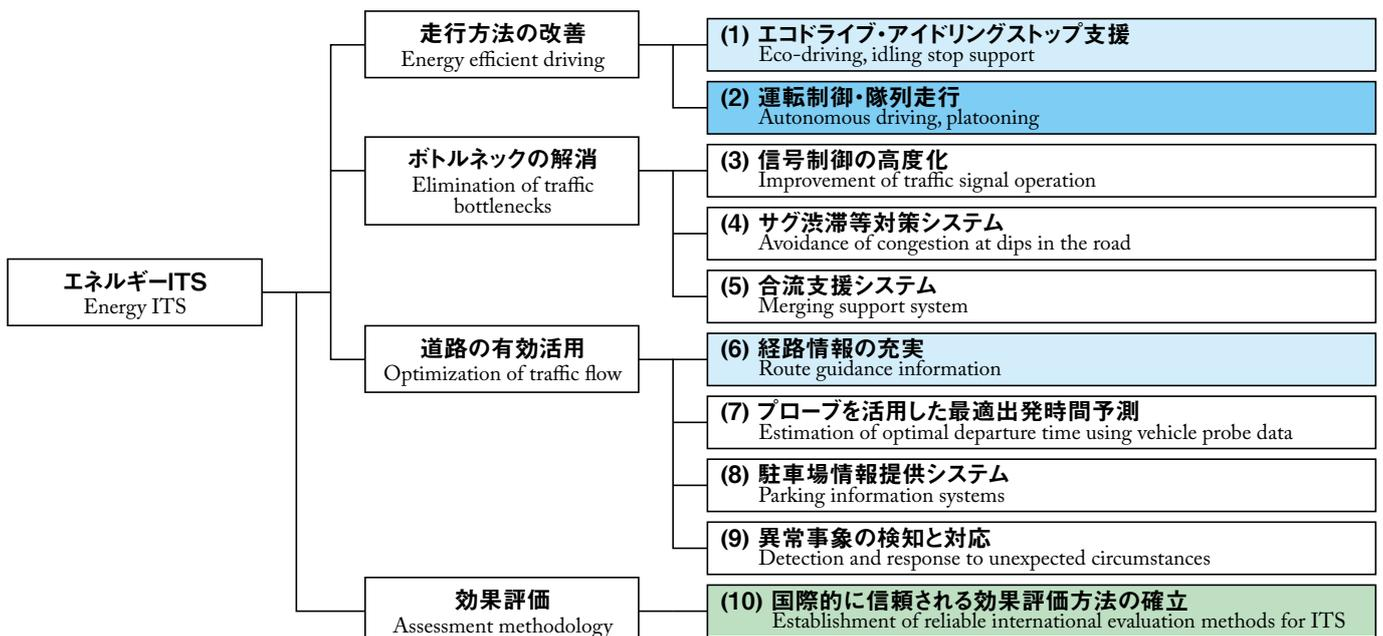 エネルギーITS
Energy ITS
走行方法の改善
Energy efficient driving
(1) エコドライブ・アイドリングストップ支援
Eco-driving, idling stop support
(2) 運転制御・隊列走行
Autonomous driving, platooning
ボトルネックの解消
Elimination of traffic
bottlenecks
(3) 信号制御の高度化
Improvement of traffic signal operation
(4) サグ渋滞等対策システム
Avoidance of congestion at dips in the road
(5) 合流支援システム
Merging support system
道路の有効活用
Optimization of traffic flow
(6) 経路情報の充実
Route guidance information
(7) プローブを活用した最適出発時間予測
Estimation of optimal departure time using vehicle probe data
(8) 駐車場情報提供システム
Parking information systems
(9) 異常事象の検知と対応
Detection and response to unexpected circumstances
効果評価
Assessment methodology
(10) 国際的に信頼される効果評価方法の確立
Establishment of reliable international evaluation methods for ITS